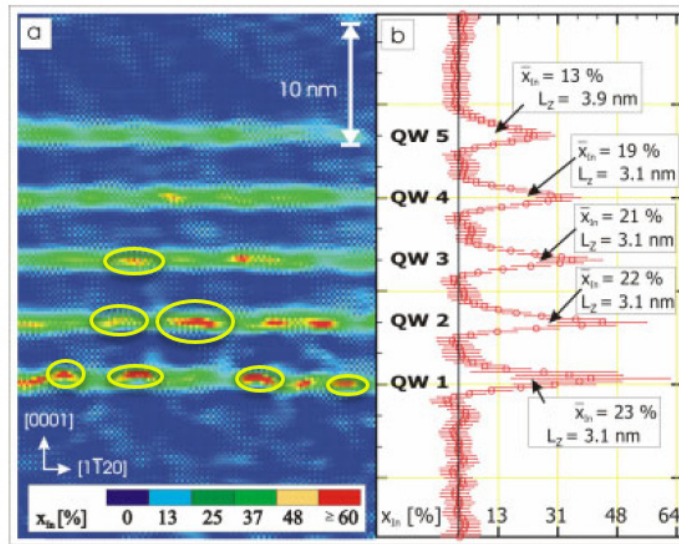 a
10 nm
[0001]
[11̄20]
x_In [%] 0 13 25 37 48 ≥ 60
b
x̄_In = 13 %
L_Z = 3.9 nm
QW 5
x̄_In = 19 %
L_Z = 3.1 nm
QW 4
x̄_In = 21 %
L_Z = 3.1 nm
QW 3
x̄_In = 22 %
L_Z = 3.1 nm
QW 2
QW 1
x̄_In = 23 %
L_Z = 3.1 nm
x_In [%] 13 31 48 64